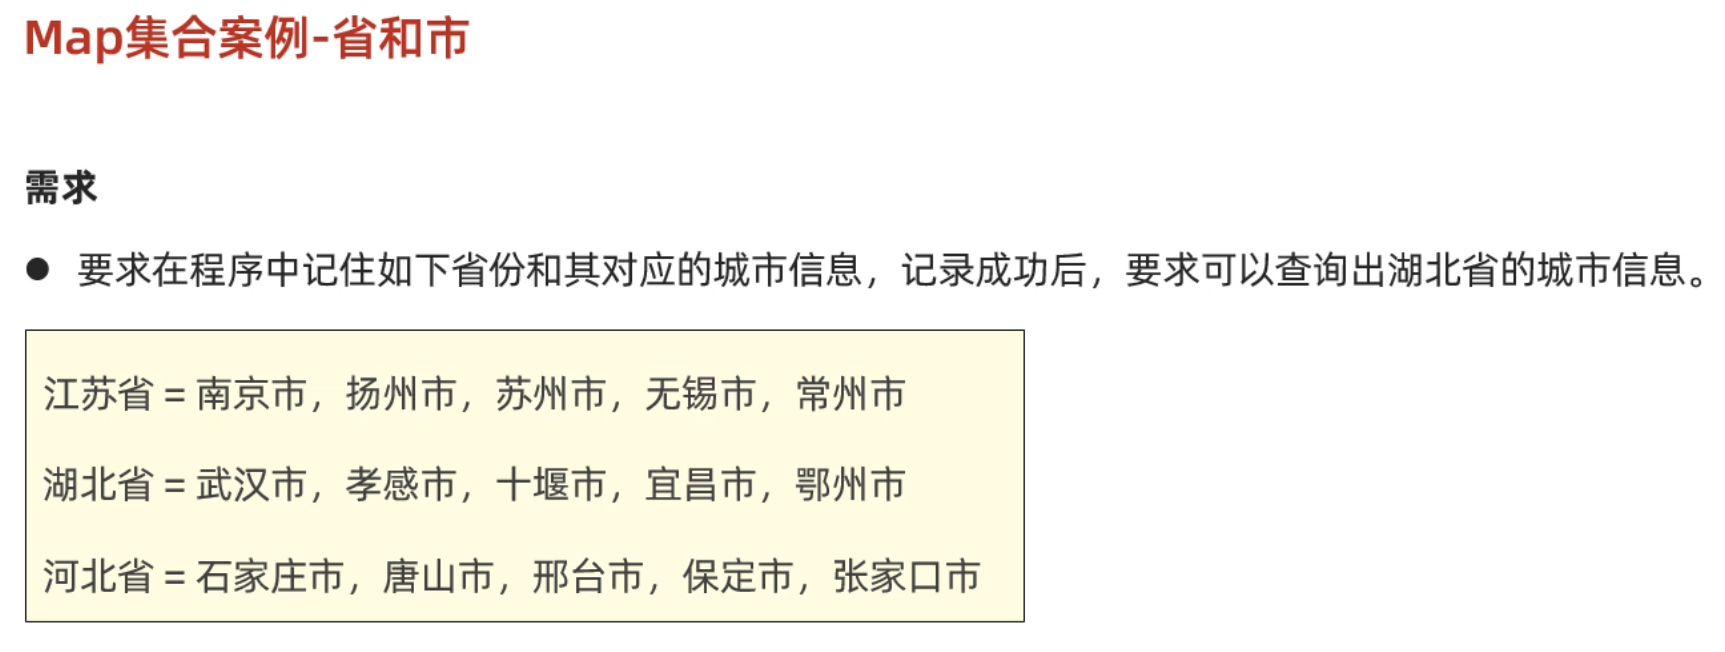 Map集合案例-省和市
需求
● 要求在程序中记住如下省份和其对应的城市信息，记录成功后，要求可以查询出湖北省的城市信息。
江苏省 = 南京市，扬州市，苏州市，无锡市，常州市
湖北省 = 武汉市，孝感市，十堰市，宜昌市，鄂州市
河北省 = 石家庄市，唐山市，邢台市，保定市，张家口市